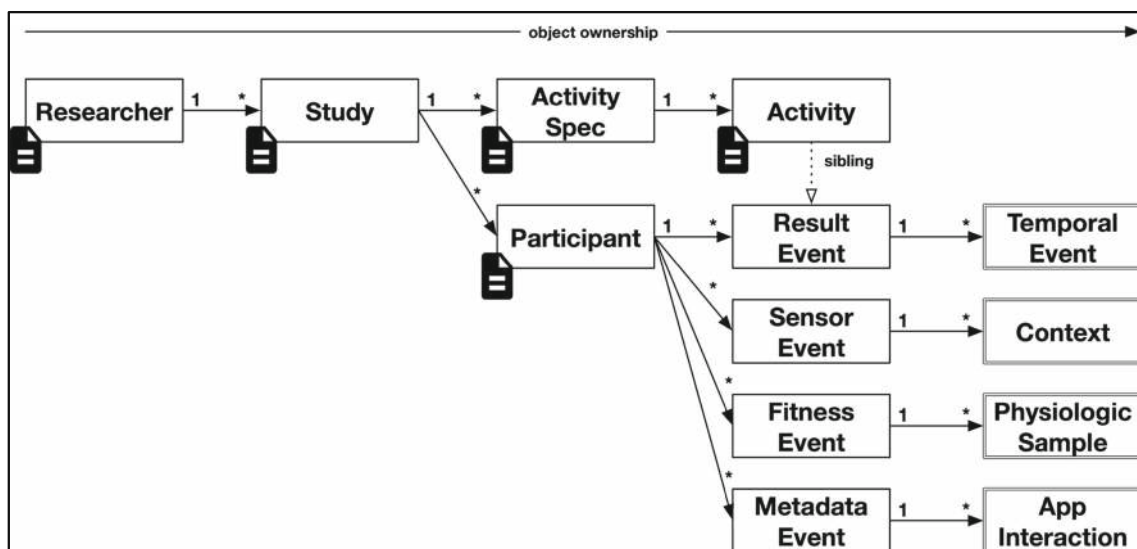 object ownership
Researcher
1
*
Study
1
*
*
Activity
Spec
1
*
Activity
sibling
Participant
1
*
*
*
*
Result
Event
1
*
Temporal
Event
Sensor
Event
1
*
Context
Fitness
Event
1
*
Physiologic
Sample
Metadata
Event
1
*
App
Interaction